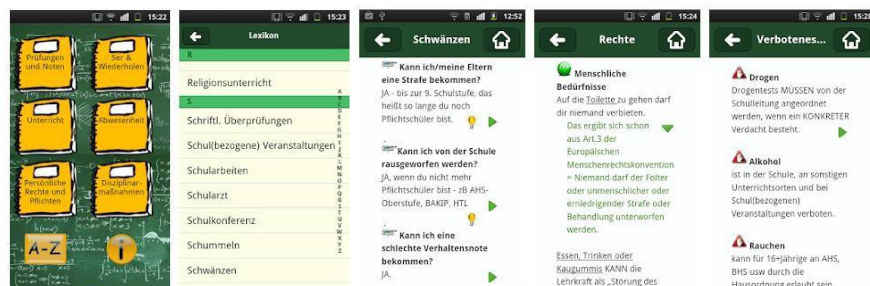 15:22
Prüfungen
und Noten
5er &
Wiederholen
Unterricht
Abwesenheit
Persönliche
Rechte und
Pflichten
Disziplinar-
maßnahmen
A-Z
i
15:23
Lexikon
R
Religionsunterricht
S
Schriftl. Überprüfungen
Schul(bezogene) Veranstaltungen
Schularbeiten
Schularzt
Schulkonferenz
Schummeln
Schwänzen
A
B
C
D
E
F
G
H
I
J
K
L
M
N
O
P
Q
R
S
T
U
V
W
X
Y
Z
12:52
Schwänzen
Kann ich/meine Eltern
eine Strafe bekommen?
JA - bis zur 9. Schulstufe, das
heißt so lange du noch
Pflichtschüler bist.
Kann ich von der Schule
rausgeworfen werden?
JA, wenn du nicht mehr
Pflichtschüler bist - zB AHS-
Oberstufe, BAKIP, HTL
Kann ich eine
schlechte Verhaltensnote
bekommen?
JA.
15:24
Rechte
Menschliche
Bedürfnisse
Auf die Toilette zu gehen darf
dir niemand verbieten.
Das ergibt sich schon
aus Art.3 der
Europäischen
Menschenrechtskonvention
= Niemand darf der Folter
oder unmenschlicher oder
erniedrigender Strafe oder
Behandlung unterworfen
werden.
Essen, Trinken oder
Kaugummis KANN die
Lehrkraft als „Störung des
15:28
Verbotenes...
Drogen
Drogentests MÜSSEN von der
Schulleitung angeordnet
werden, wenn ein KONKRETER
Verdacht besteht.
Alkohol
ist in der Schule, an sonstigen
Unterrichtsorten und bei
Schul(bezogenen)
Veranstaltungen verboten.
Rauchen
kann für 16+Jährige an AHS,
BHS usw durch die
Hausordnung erlaubt sein